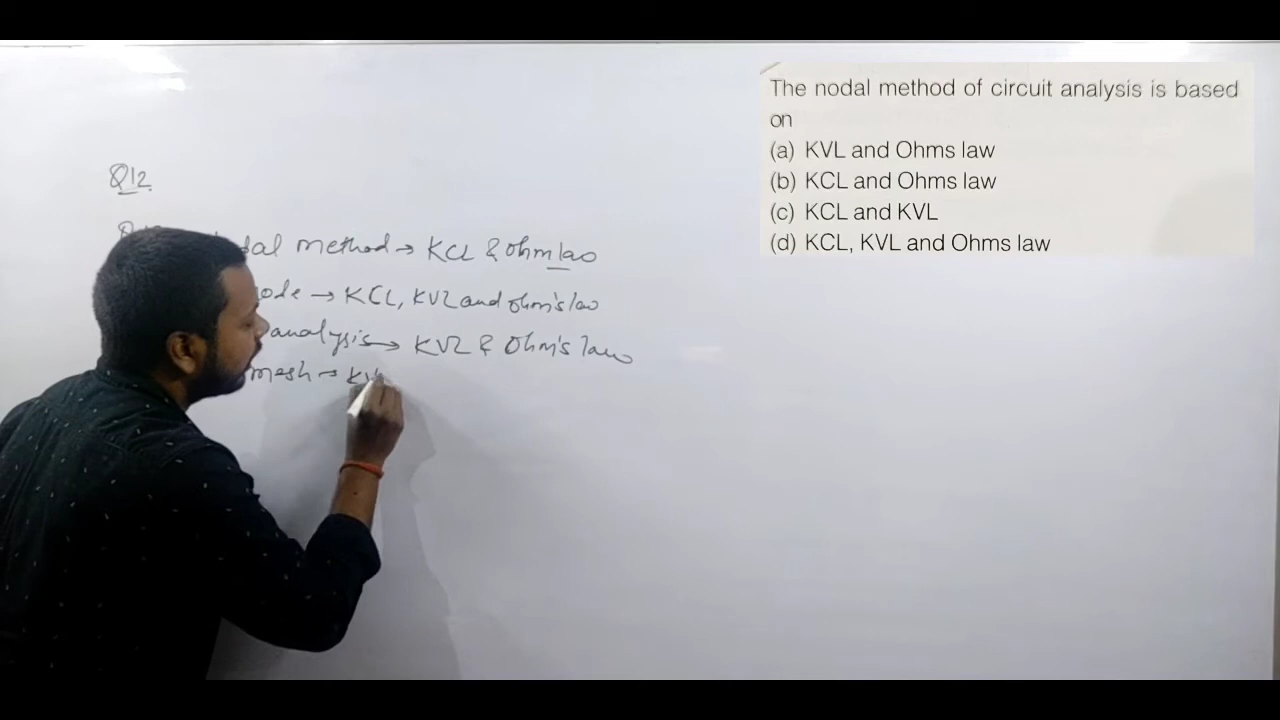 The nodal method of circuit analysis is based
on
(a) KVL and Ohms law
(b) KCL and Ohms law
(c) KCL and KVL
(d) KCL, KVL and Ohms law
Q12.
method → KCL & Ohm law
→ KCL, KVL and ohm's law
analysis → KVL & Ohm's law
mesh → KV